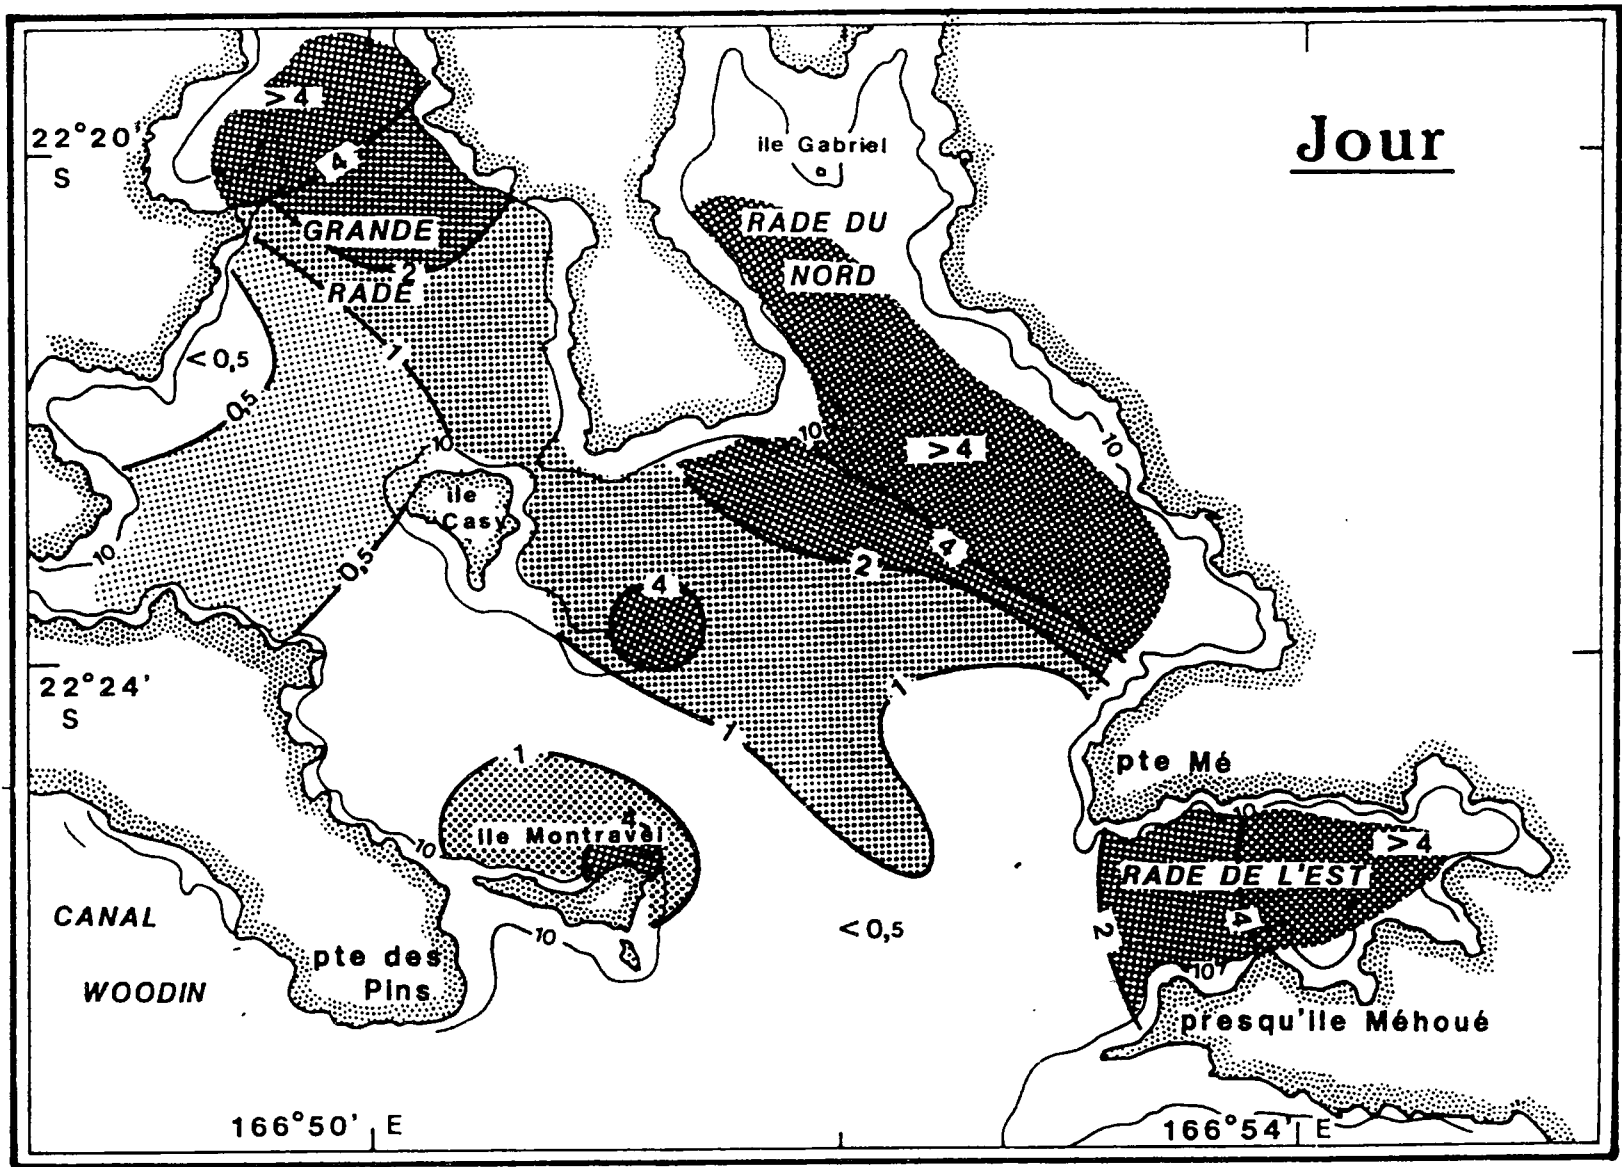 Jour
22°20'
S
> 4
4
GRANDE
2
RADE
1
< 0,5
0,5
10
ile Gabriel
RADE DU
NORD
10
> 4
10
ile
Casy
10
0,5
4
2
4
22°24'
S
1
1
1
pte Mé
4
ile Montravel
10
10
> 4
RADE DE L'EST
4
2
< 0,5
10
10
CANAL
WOODIN
pte des
Pins
presqu'ile Méhoué
166°50' E
166°54' E